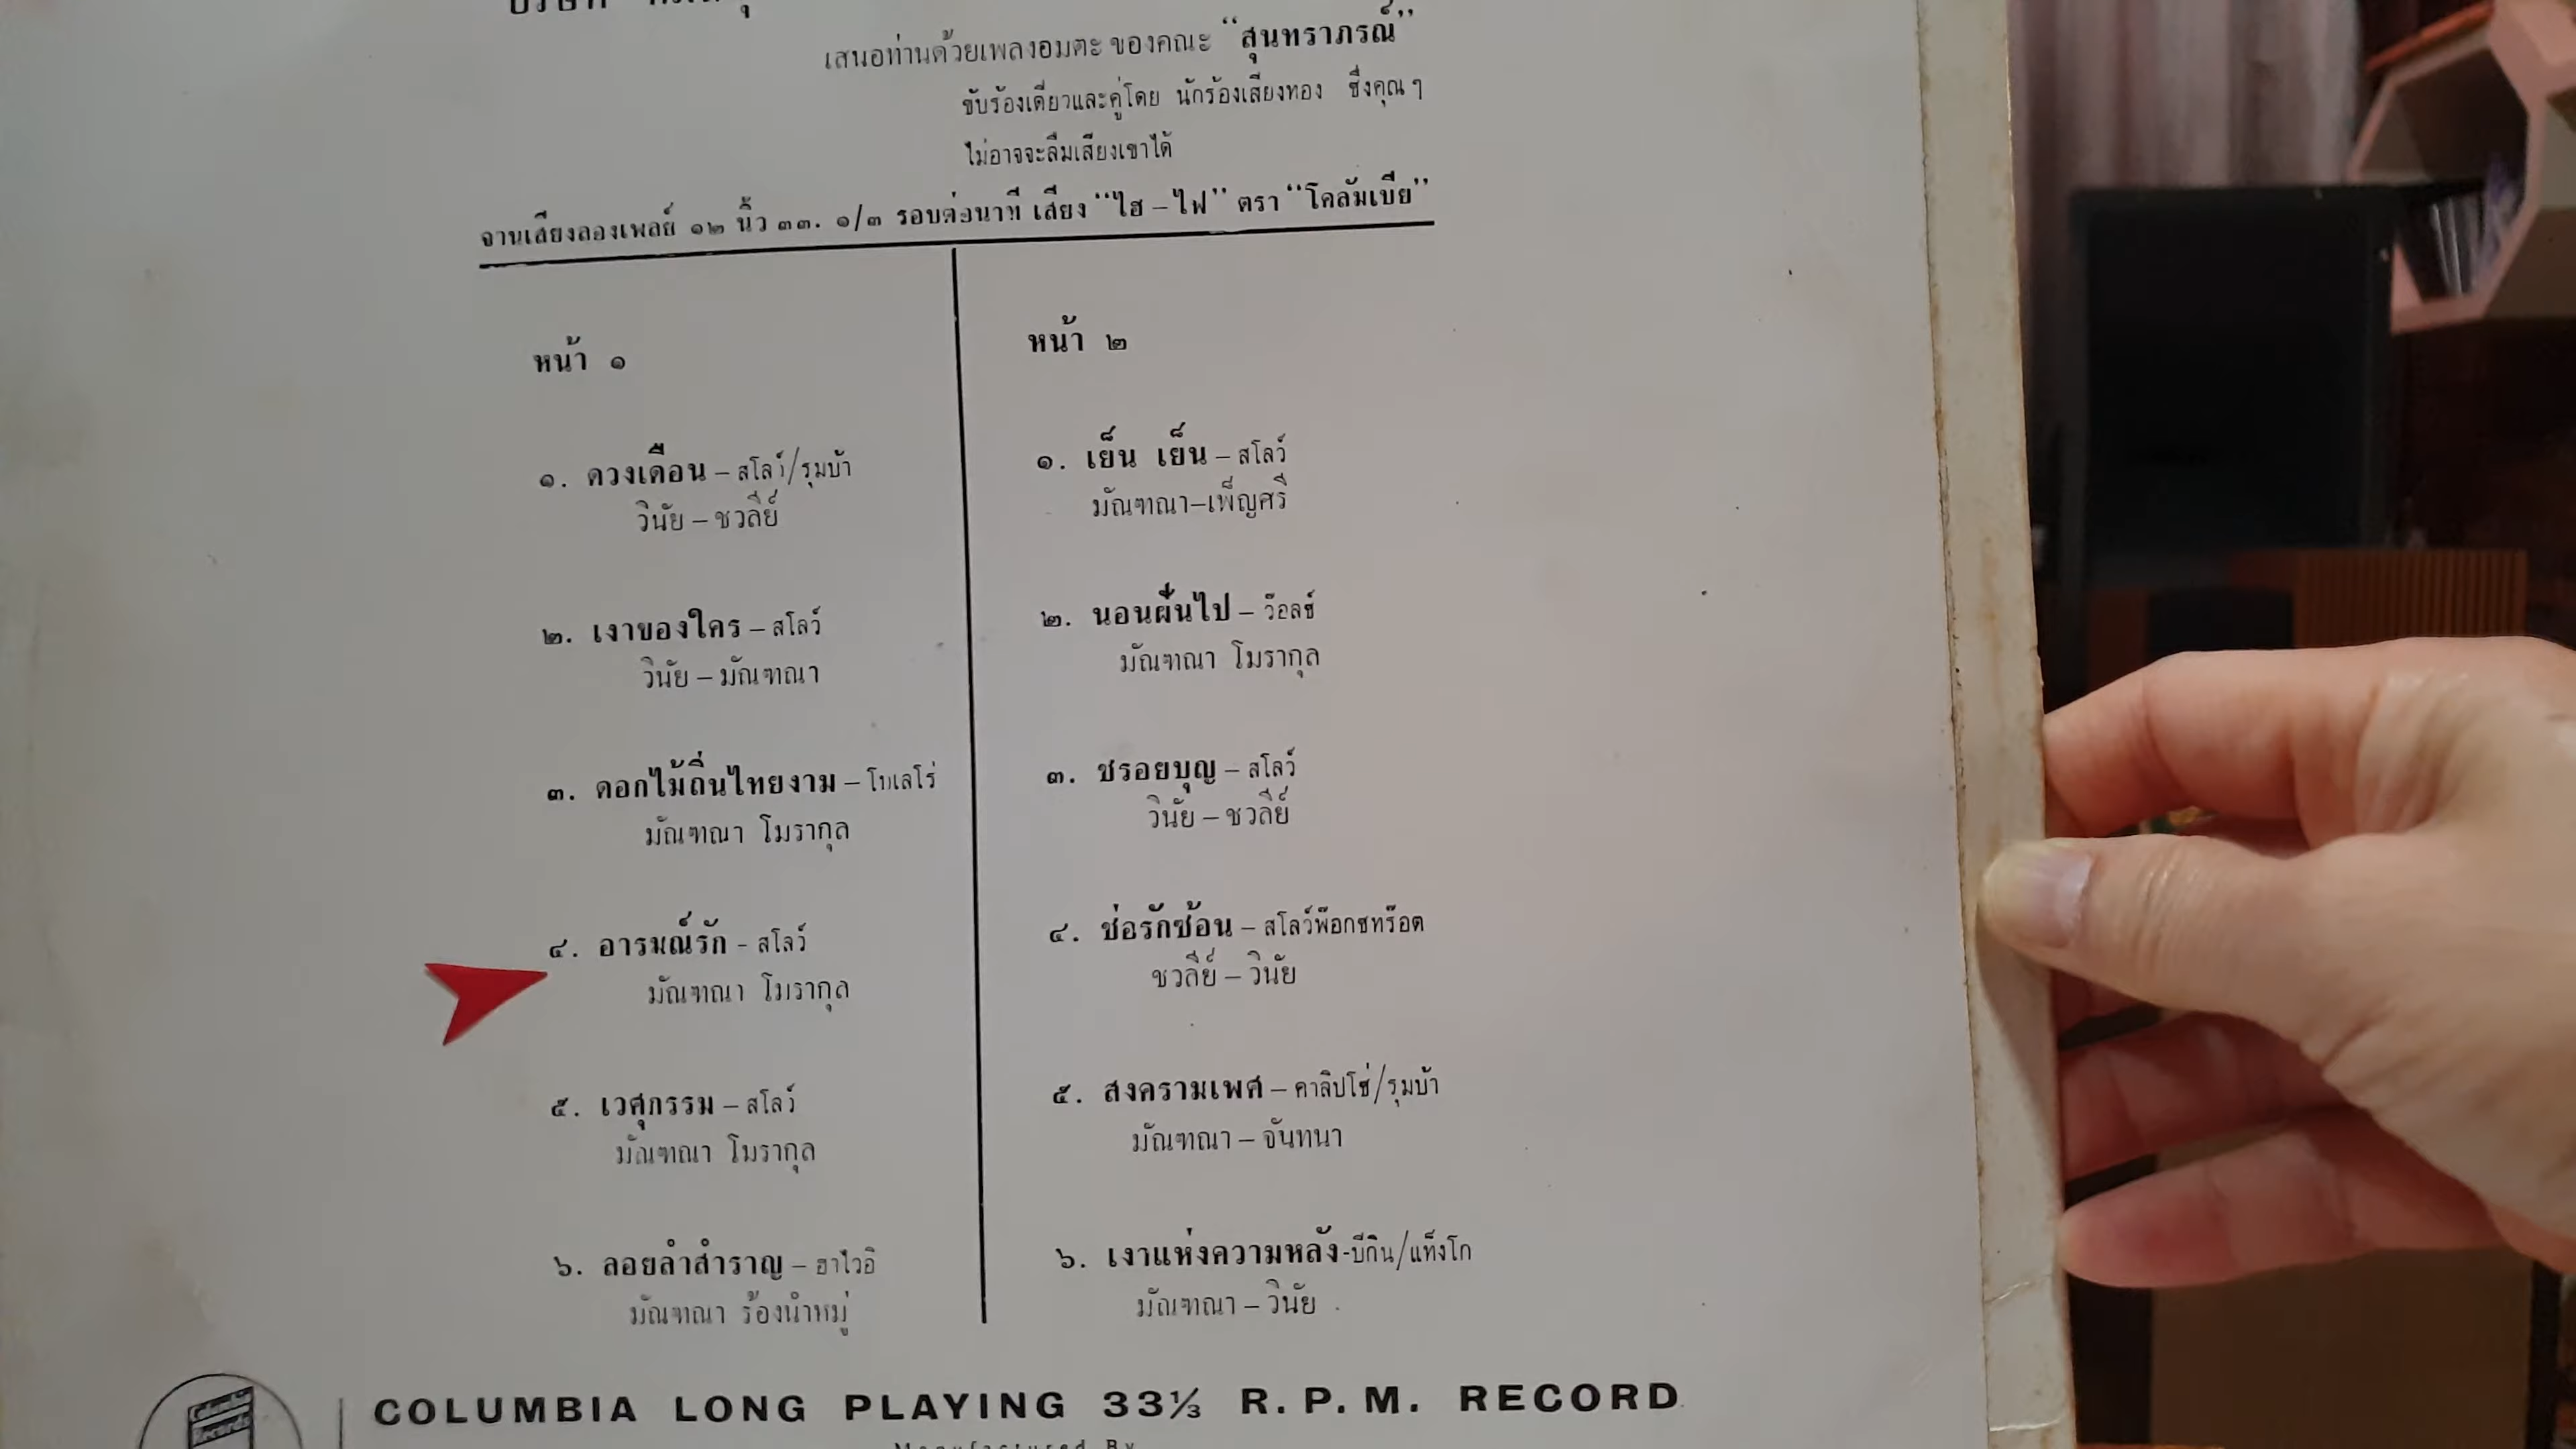 บริษัท
เสนอท่านด้วยเพลงอมตะ ของคณะ “สุนทราภรณ์”
ขับร้องเดี่ยวและคู่โดย นักร้องเสียงทอง ซึ่งคุณ ๆ
ไม่อาจจะลืมเสียงเขาได้
จานเสียงลองเพลย์ ๑๒ นิ้ว ๓๓. ๑/๓ รอบต่อนาที เสียง “ไฮ – ไฟ” ตรา “โคลัมเบีย”
หน้า ๑
๑. ดวงเดือน – สโลว์/รุมบ้า
วินัย – ชวลีย์
๒. เงาของใคร – สโลว์
วินัย – มัณฑณา
๓. ดอกไม้ถิ่นไทยงาม – โบเลโร่
มัณฑณา โมรากุล
๔. อารมณ์รัก - สโลว์
มัณฑณา โมรากุล
๕. เวศุกรรม – สโลว์
มัณฑณา โมรากุล
๖. ลอยลำสำราญ – ฮาไวอิ
มัณฑณา ร้องนำหมู่
หน้า ๒
๑. เย็น เย็น – สโลว์
มัณฑณา–เพ็ญศรี
๒. นอนฝันไป – ว๊อลซ์
มัณฑณา โมรากุล
๓. ชรอยบุญ – สโลว์
วินัย – ชวลีย์
๔. ช่อรักซ้อน – สโลว์ฟ๊อกซทร๊อต
ชวลีย์ – วินัย
๕. สงครามเพศ – คาลิปโซ่/รุมบ้า
มัณฑณา – จันทนา
๖. เงาแห่งความหลัง-บีกิน/แท็งโก
มัณฑณา – วินัย
Columbia Records
COLUMBIA LONG PLAYING 33⅓ R.P.M. RECORD
Manufactured By